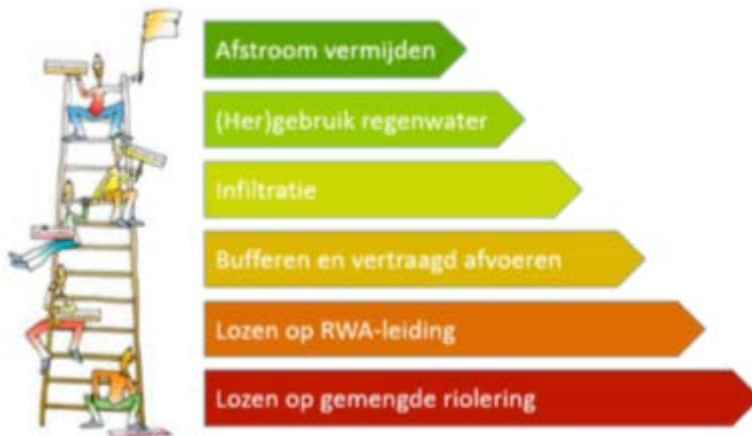 Afstroom vermijden
(Her)gebruik regenwater
Infiltratie
Bufferen en vertraagd afvoeren
Lozen op RWA-leiding
Lozen op gemengde riolering